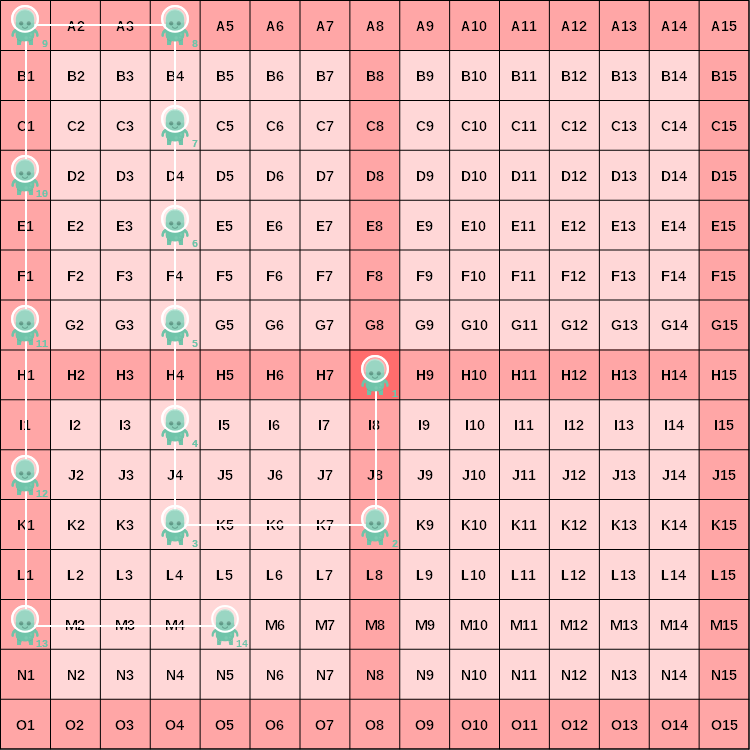 9 A2 A3 8 A5 A6 A7 A8 A9 A10 A11 A12 A13 A14 A15
B1 B2 B3 B4 B5 B6 B7 B8 B9 B10 B11 B12 B13 B14 B15
C1 C2 C3 7 C5 C6 C7 C8 C9 C10 C11 C12 C13 C14 C15
10 D2 D3 D4 D5 D6 D7 D8 D9 D10 D11 D12 D13 D14 D15
E1 E2 E3 6 E5 E6 E7 E8 E9 E10 E11 E12 E13 E14 E15
F1 F2 F3 F4 F5 F6 F7 F8 F9 F10 F11 F12 F13 F14 F15
11 G2 G3 5 G5 G6 G7 G8 G9 G10 G11 G12 G13 G14 G15
H1 H2 H3 H4 H5 H6 H7 1 H9 H10 H11 H12 H13 H14 H15
I1 I2 I3 4 I5 I6 I7 I8 I9 I10 I11 I12 I13 I14 I15
12 J2 J3 J4 J5 J6 J7 J8 J9 J10 J11 J12 J13 J14 J15
K1 K2 K3 3 K5 K6 K7 2 K9 K10 K11 K12 K13 K14 K15
L1 L2 L3 L4 L5 L6 L7 L8 L9 L10 L11 L12 L13 L14 L15
13 M2 M3 M4 14 M6 M7 M8 M9 M10 M11 M12 M13 M14 M15
N1 N2 N3 N4 N5 N6 N7 N8 N9 N10 N11 N12 N13 N14 N15
O1 O2 O3 O4 O5 O6 O7 O8 O9 O10 O11 O12 O13 O14 O15